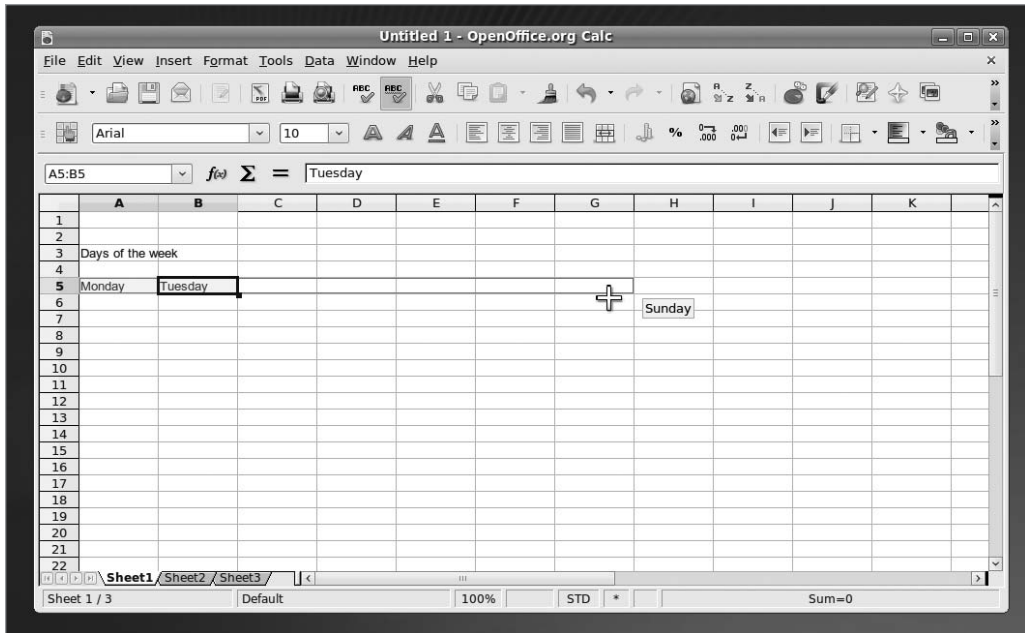 Untitled 1 - OpenOffice.org Calc
File Edit View Insert Format Tools Data Window Help
Arial 10
A5:B5 f(x) Σ = Tuesday
A B C D E F G H I J K
1
2
3 Days of the week
4
5 Monday Tuesday
6
Sunday
7
8
9
10
11
12
13
14
15
16
17
18
19
20
21
22
Sheet1 Sheet2 Sheet3
Sheet 1 / 3 Default 100% STD * Sum=0